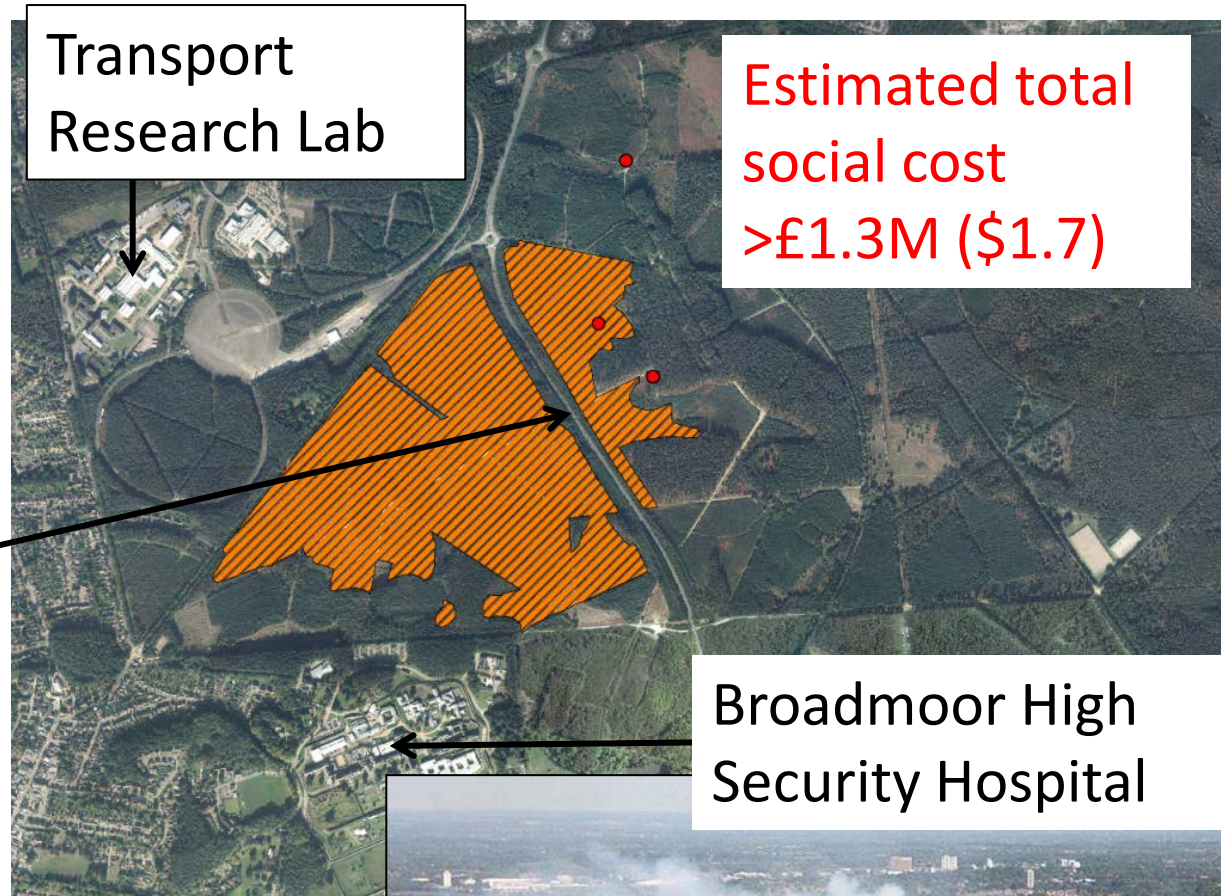 Transport
Research Lab
Estimated total
social cost
>£1.3M ($1.7)
Broadmoor High
Security Hospital